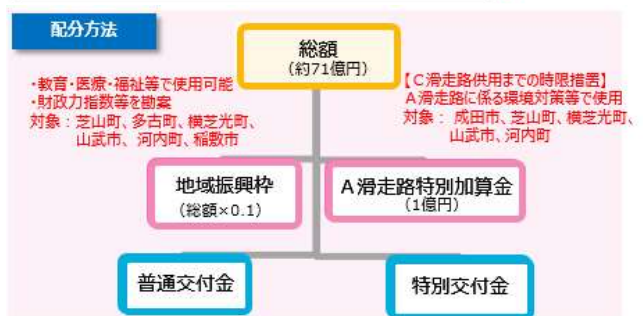 配分方法
総額
(約71億円)
・教育・医療・福祉等で使用可能
・財政力指数等を勘案
対象：芝山町、多古町、横芝光町、
山武市、河内町、稲敷市
【C滑走路供用までの時限措置】
A滑走路に係る環境対策等で使用
対象： 成田市、芝山町、横芝光町、
山武市、河内町
地域振興枠
(総額×0.1)
A滑走路特別加算金
(1億円)
普通交付金
特別交付金